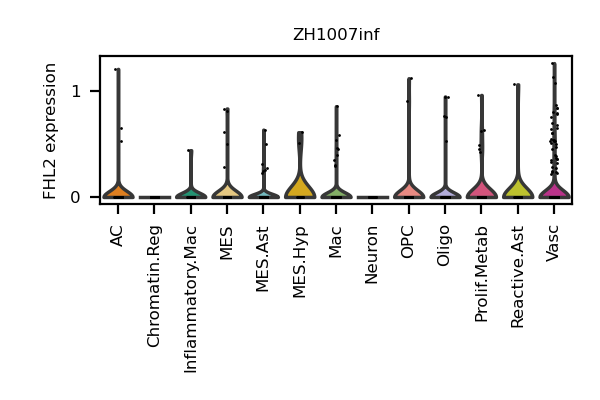 ZH1007inf
FHL2 expression
1
0
AC
Chromatin.Reg
Inflammatory.Mac
MES
MES.Ast
MES.Hyp
Mac
Neuron
OPC
Oligo
Prolif.Metab
Reactive.Ast
Vasc